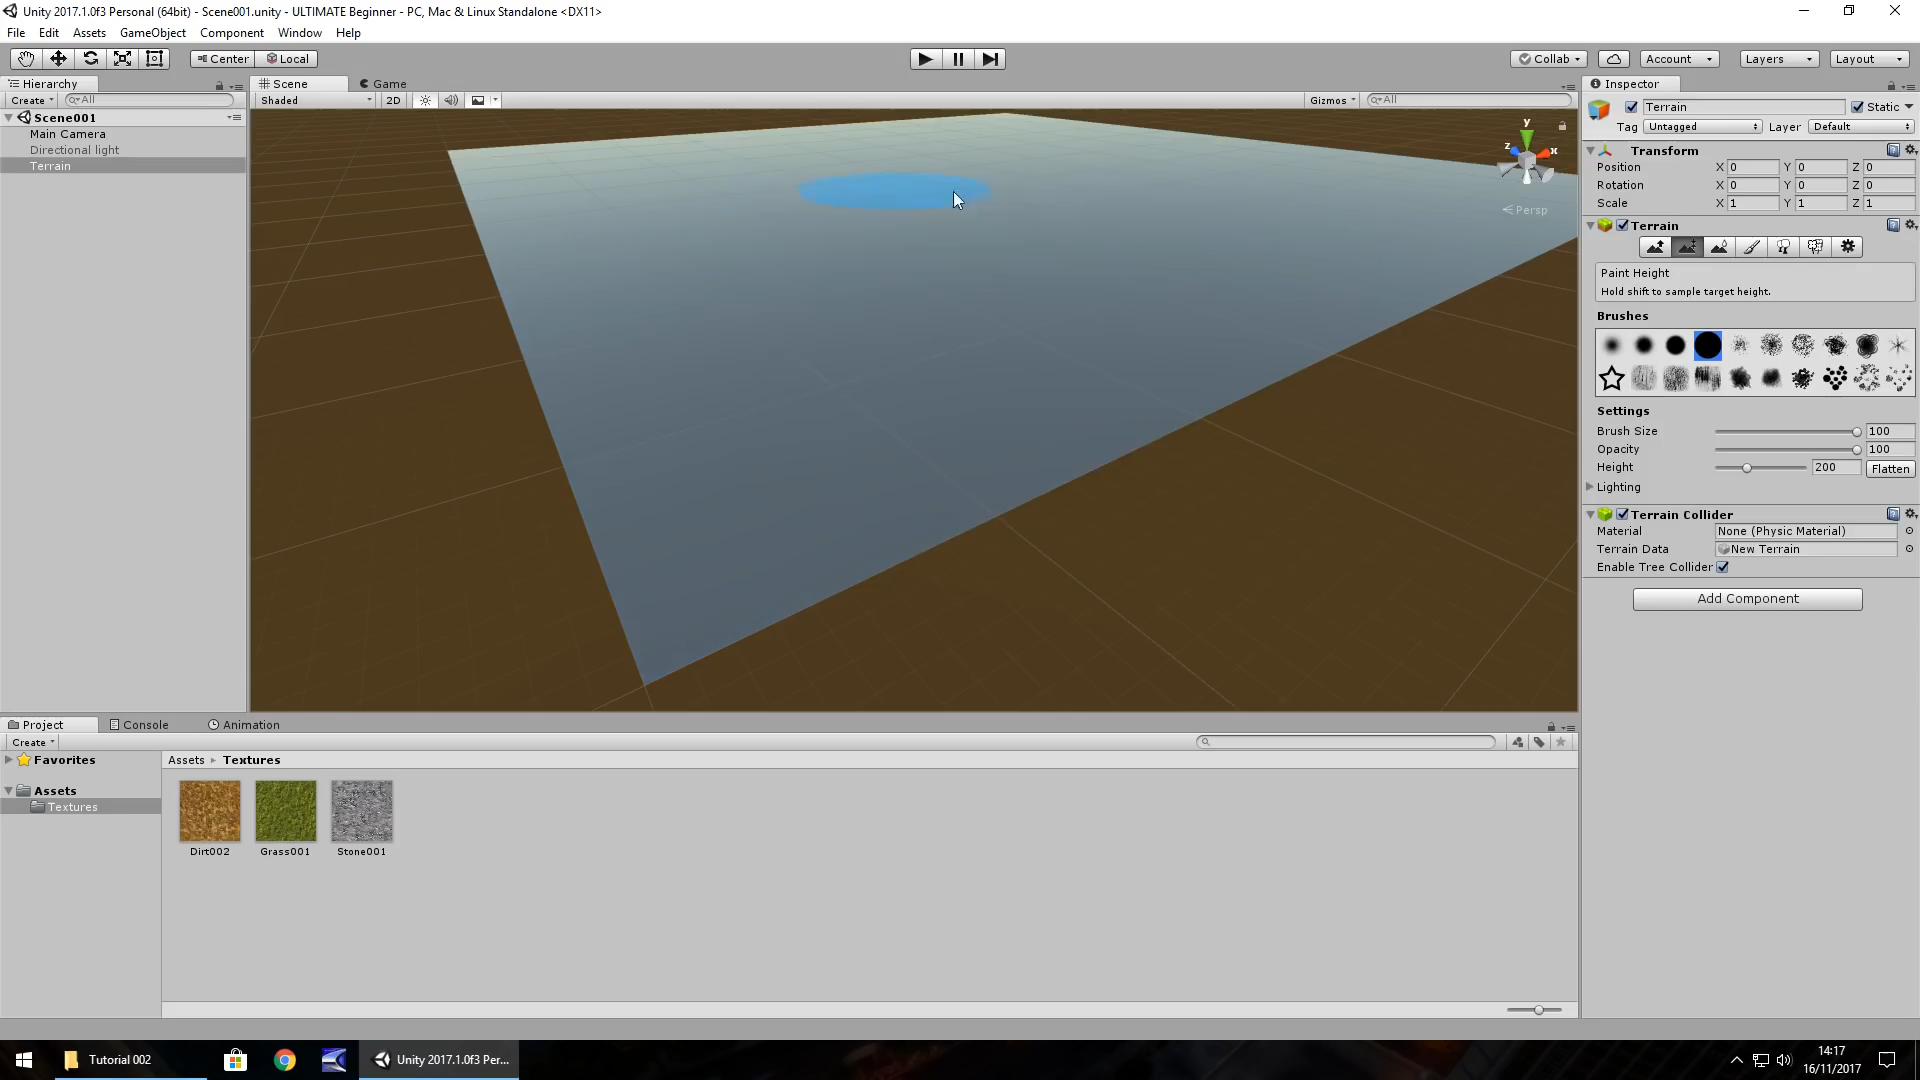 Unity 2017.1.0f3 Personal (64bit) - Scene001.unity - ULTIMATE Beginner - PC, Mac & Linux Standalone <DX11>
File Edit Assets GameObject Component Window Help
Center Local Collab Account Layers Layout
Hierarchy
Create All
Scene001
Main Camera
Directional light
Terrain
Scene Game
Shaded 2D Gizmos All
y
z x
Persp
Inspector
Terrain Static
Tag Untagged Layer Default
Transform
Position X 0 Y 0 Z 0
Rotation X 0 Y 0 Z 0
Scale X 1 Y 1 Z 1
Terrain
Paint Height
Hold shift to sample target height.
Brushes
Settings
Brush Size 100
Opacity 100
Height 200 Flatten
Lighting
Terrain Collider
Material None (Physic Material)
Terrain Data New Terrain
Enable Tree Collider
Add Component
Project Console Animation
Create
Favorites
Assets
Textures
Assets Textures
Dirt002 Grass001 Stone001
Tutorial 002 Unity 2017.1.0f3 Per...
14:17
16/11/2017